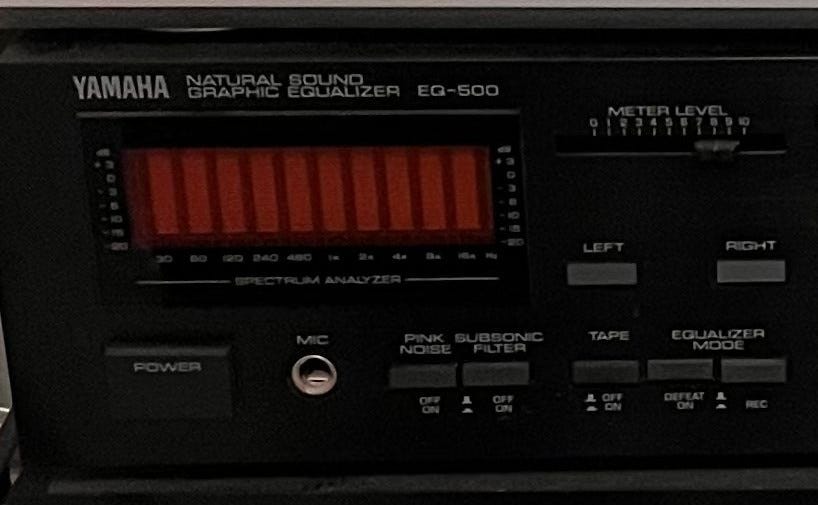 YAMAHA NATURAL SOUND
GRAPHIC EQUALIZER EQ-500
METER LEVEL
0 1 2 3 4 5 6 7 8 9 10
dB dB
+3 +3
0 0
-3 -3
-6 -6
-10 -10
-15 -15
-20 -20
30 60 120 240 480 1k 2k 4k 8k 16k Hz
SPECTRUM ANALYZER
LEFT RIGHT
POWER
MIC
PINK NOISE
SUBSONIC FILTER
TAPE
EQUALIZER MODE
OFF OFF OFF DEFEAT REC
ON ON ON ON